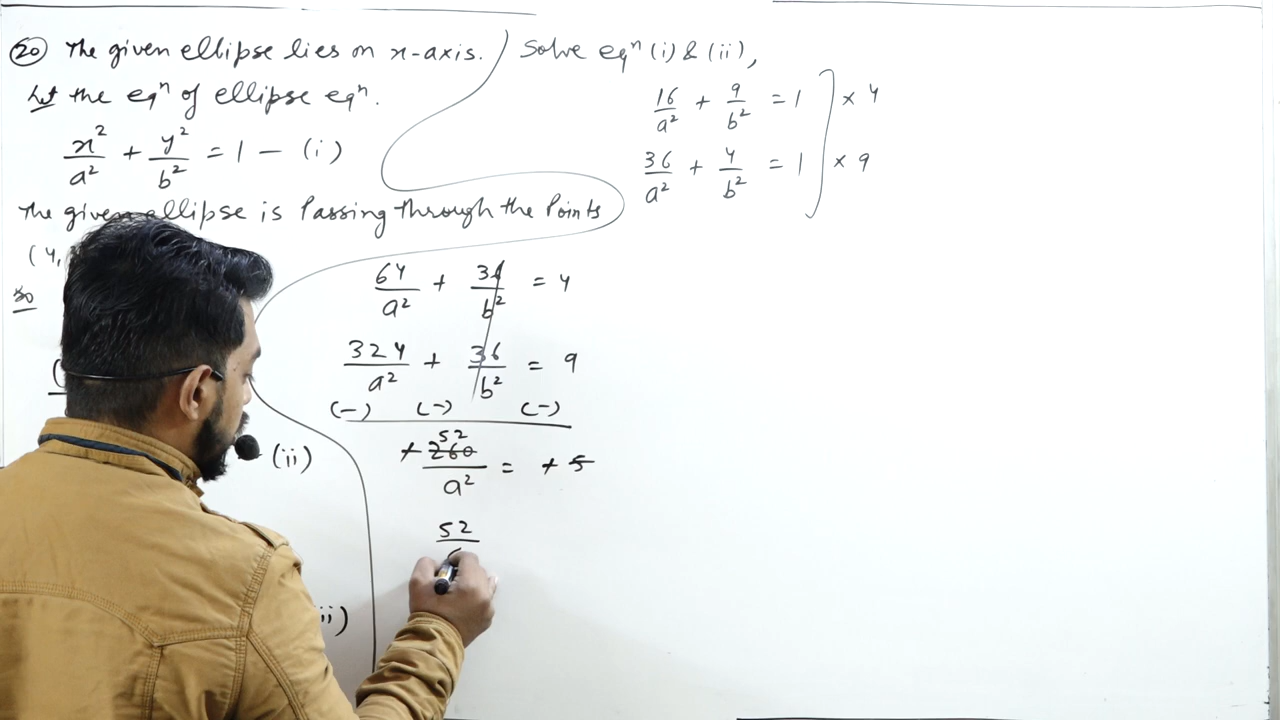 20 The given ellipse lies on x-axis.
Let the eqⁿ of ellipse eqⁿ.
x²/a² + y²/b² = 1 — (i)
The given ellipse is Passing through the Points
(4,
so
(
(ii)
ii)
Solve eqⁿ (i) & (ii),
16/a² + 9/b² = 1 } × 4
36/a² + 4/b² = 1 } × 9
64/a² + 36/b² = 4
324/a² + 36/b² = 9
(–) (–) (–)
52
+ 260/a² = + 5
52